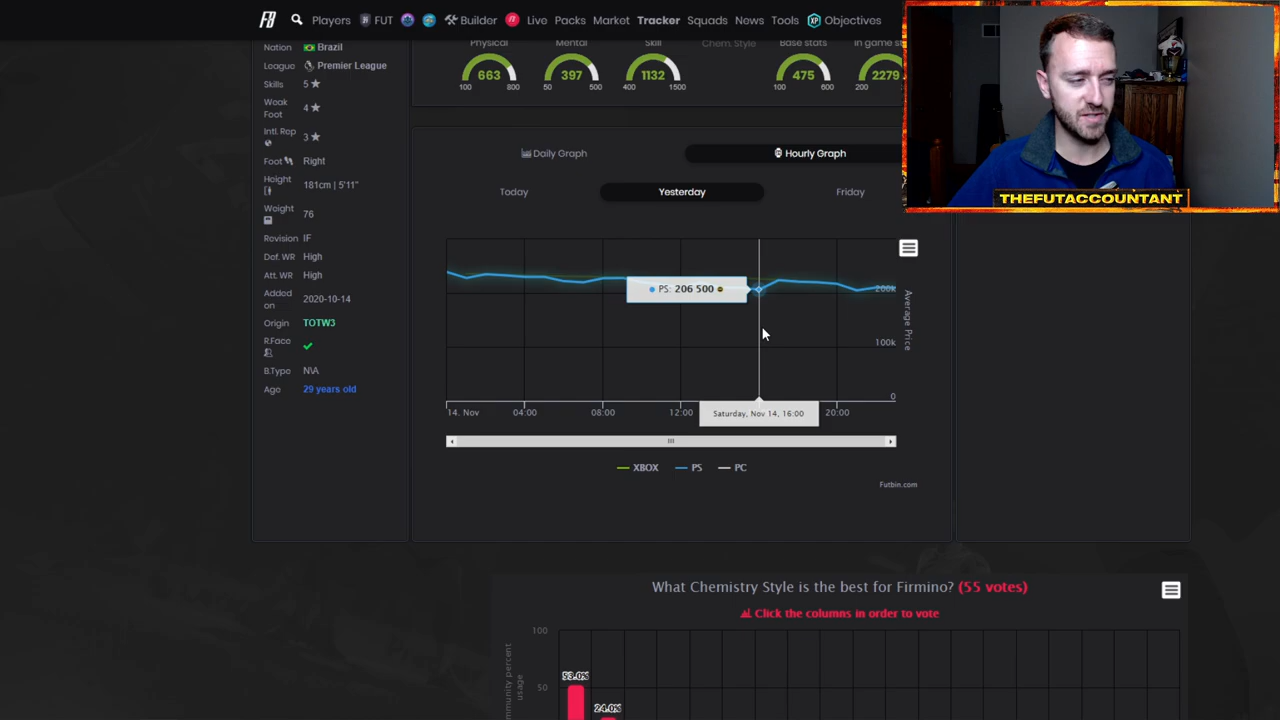 Players FUT Builder Live Packs Market Tracker Squads News Tools XP Objectives
Nation Brazil
League Premier League
Skills 5
Weak Foot 4
Intl. Rep 3
Foot Right
Height 181cm | 5'11"
Weight 76
Revision IF
Def. WR High
Att. WR High
Added on 2020-10-14
Origin TOTW3
R.Face
B.Type N\A
Age 29 years old
Physical Mental Skill Chem. Style Base stats In game st
663 397 1132 475 2279
100 800 50 500 400 1500 100 600 200
Daily Graph Hourly Graph
Today Yesterday Friday
THEFUTACCOUNTANT
PS: 206 500
200k
100k
0
Average Price
14. Nov 04:00 08:00 12:00 Saturday, Nov 14, 16:00 20:00
XBOX PS PC
Futbin.com
What Chemistry Style is the best for Firmino? (55 votes)
Click the columns in order to vote
100
50
53.0%
24.0%
ommunity percent
usage